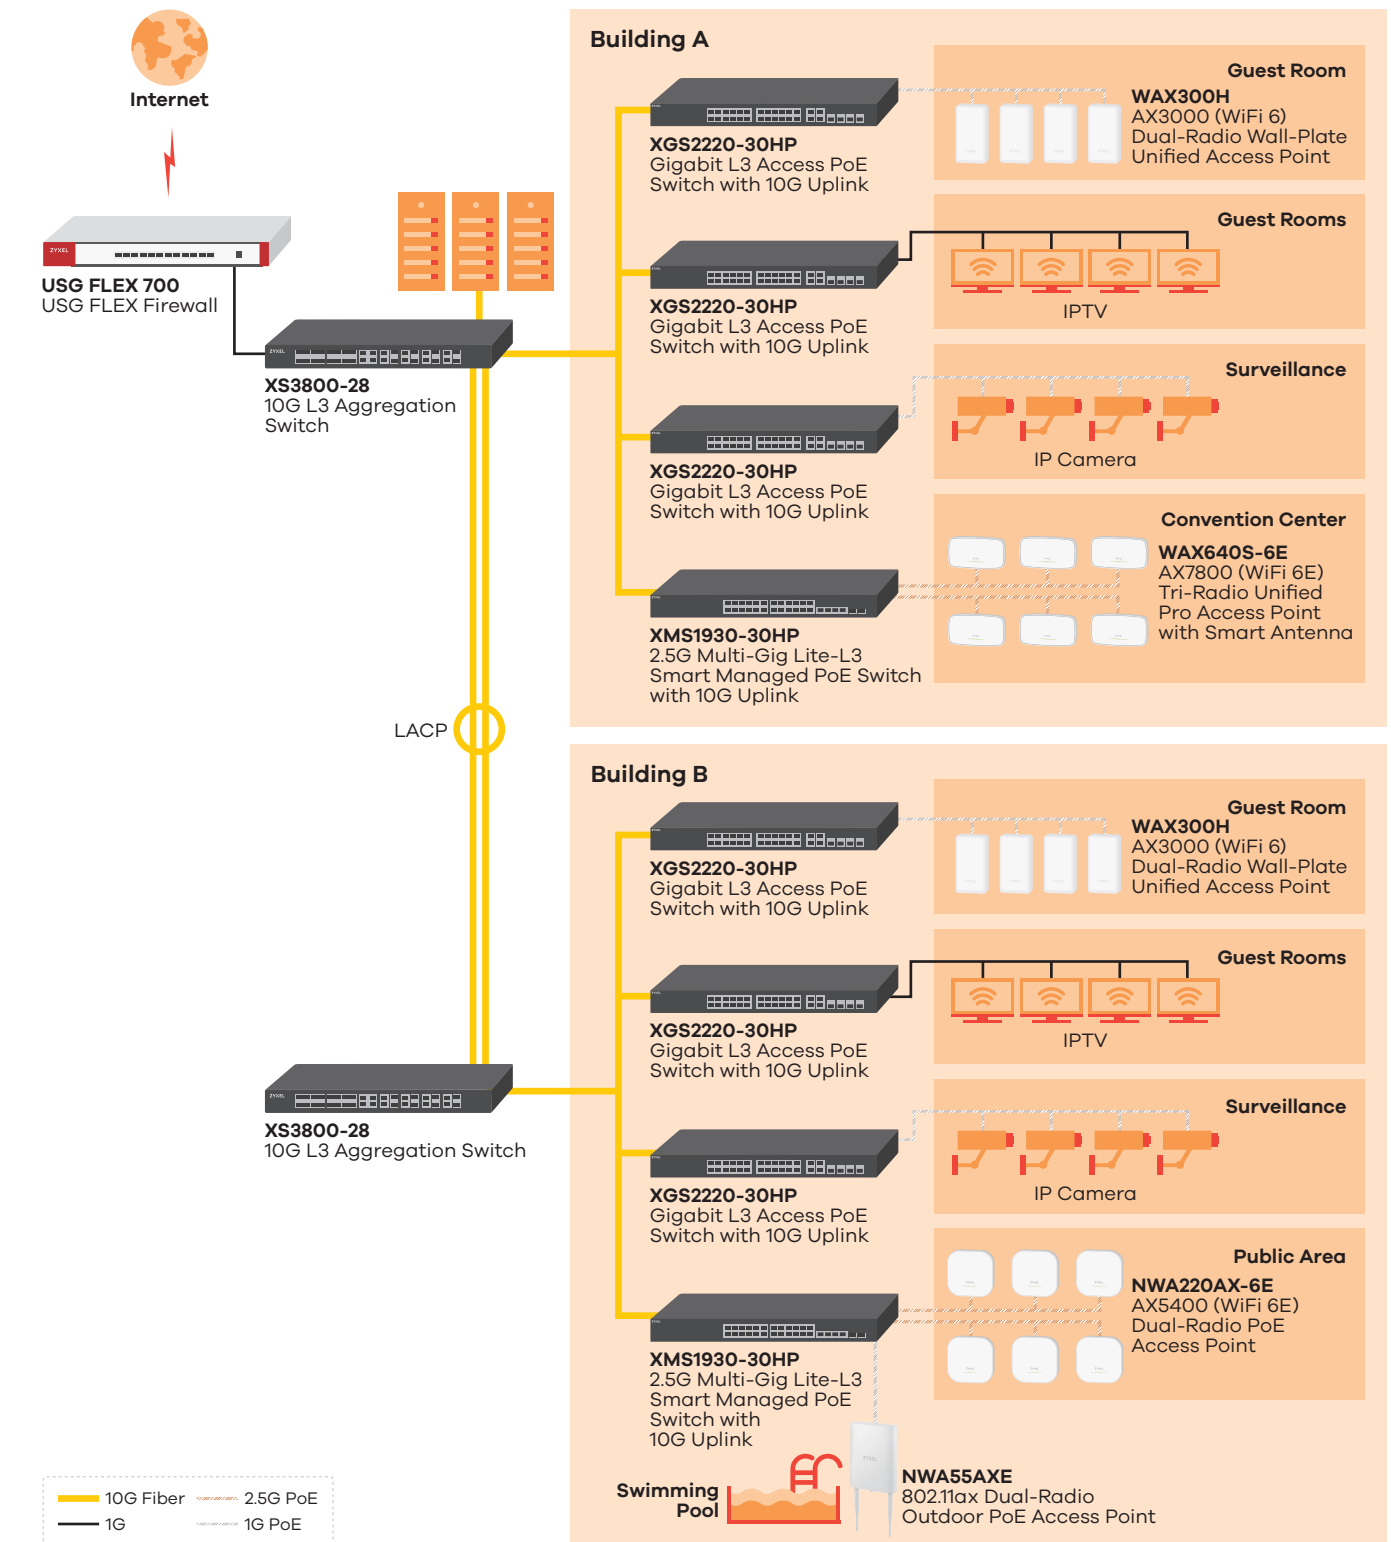 Internet
ZYXEL
USG FLEX 700
USG FLEX Firewall
ZYXEL
XS3800-28
10G L3 Aggregation
Switch
LACP
ZYXEL
XS3800-28
10G L3 Aggregation Switch
Building A
XGS2220-30HP
Gigabit L3 Access PoE
Switch with 10G Uplink
Guest Room
WAX300H
AX3000 (WiFi 6)
Dual-Radio Wall-Plate
Unified Access Point
XGS2220-30HP
Gigabit L3 Access PoE
Switch with 10G Uplink
Guest Rooms
IPTV
XGS2220-30HP
Gigabit L3 Access PoE
Switch with 10G Uplink
Surveillance
IP Camera
XMS1930-30HP
2.5G Multi-Gig Lite-L3
Smart Managed PoE Switch
with 10G Uplink
Convention Center
WAX640S-6E
AX7800 (WiFi 6E)
Tri-Radio Unified
Pro Access Point
with Smart Antenna
Building B
XGS2220-30HP
Gigabit L3 Access PoE
Switch with 10G Uplink
Guest Room
WAX300H
AX3000 (WiFi 6)
Dual-Radio Wall-Plate
Unified Access Point
XGS2220-30HP
Gigabit L3 Access PoE
Switch with 10G Uplink
Guest Rooms
IPTV
XGS2220-30HP
Gigabit L3 Access PoE
Switch with 10G Uplink
Surveillance
IP Camera
XMS1930-30HP
2.5G Multi-Gig Lite-L3
Smart Managed PoE
Switch with
10G Uplink
Public Area
NWA220AX-6E
AX5400 (WiFi 6E)
Dual-Radio PoE
Access Point
Swimming
Pool
ZYXEL
NWA55AXE
802.11ax Dual-Radio
Outdoor PoE Access Point
10G Fiber
2.5G PoE
1G
1G PoE